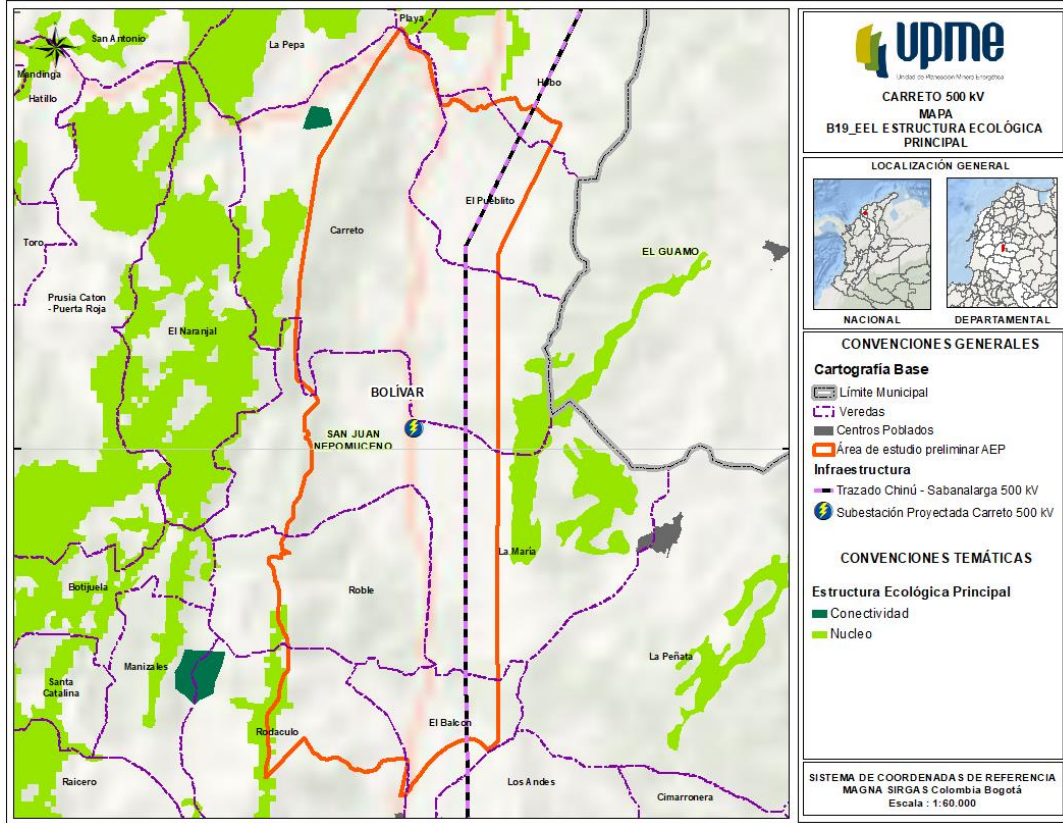 Playa
San Antonio
La Pepa
Mandinga
Hatillo
Hobo
El Pueblito
Carreto
Toro
EL GUAMO
Prusia Caton
- Puerta Roja
El Naranjal
BOLÍVAR
SAN JUAN
NEPOMUCENO
La María
Botijuela
Roble
Manizales
La Peñata
Santa
Catalina
El Balcon
Rodaculo
Raicero
Los Andes
Cimarronera
upme
Unidad de Planeación Minero Energética
CARRETO 500 kV
MAPA
B19_EEL ESTRUCTURA ECOLÓGICA
PRINCIPAL
LOCALIZACIÓN GENERAL
NACIONAL
DEPARTAMENTAL
CONVENCIONES GENERALES
Cartografía Base
Límite Municipal
Veredas
Centros Poblados
Área de estudio preliminar AEP
Infraestructura
Trazado Chinú - Sabanalarga 500 kV
Subestación Proyectada Carreto 500 kV
CONVENCIONES TEMÁTICAS
Estructura Ecológica Principal
Conectividad
Nucleo
SISTEMA DE COORDENADAS DE REFERENCIA
MAGNA SIRGAS Colombia Bogotá
Escala : 1:60.000